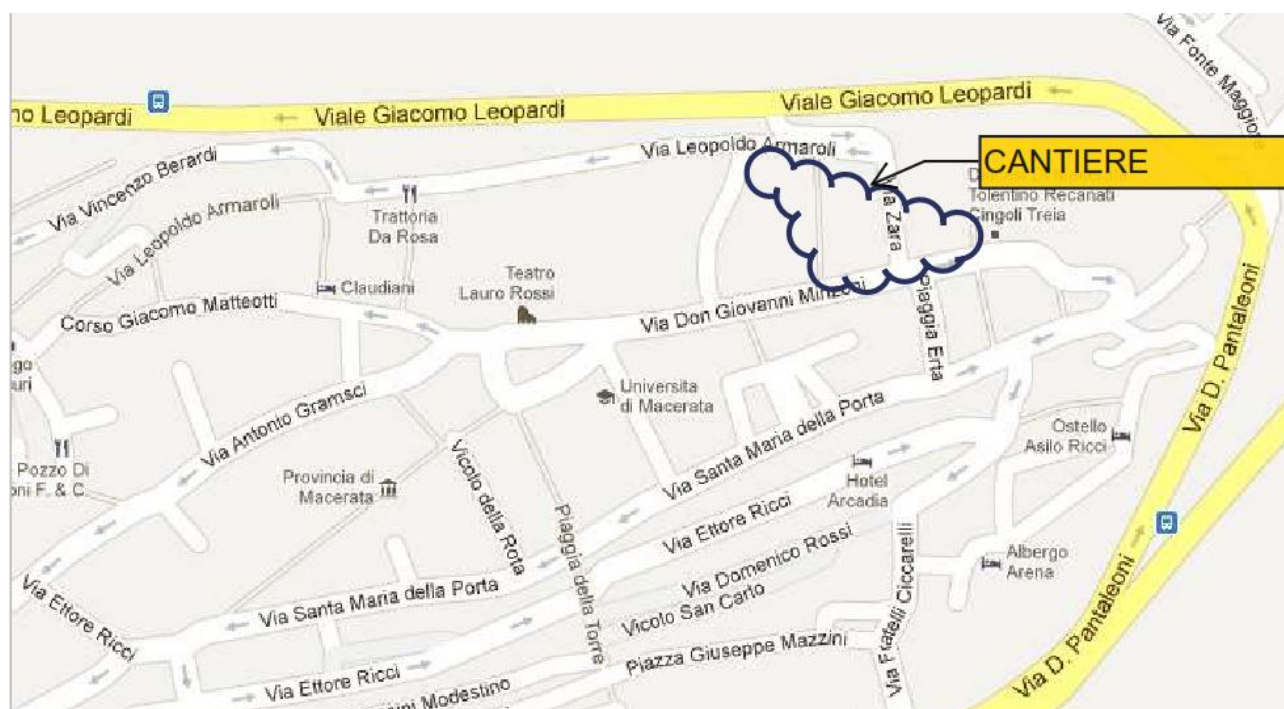 Via Fonte Maggiore
no Leopardi
Viale Giacomo Leopardi
Viale Giacomo Leopardi
Via Leopoldo Armaroli
CANTIERE
Via Vincenzo Berardi
Tolentino Recanati
Cingoli Treia
Trattoria
Da Rosa
Via Zara
Via Leopoldo Armaroli
Teatro
Lauro Rossi
Claudiani
Corso Giacomo Matteotti
Via Don Giovanni Minzoni
Piaggia Erta
Via D. Pantaleoni
Universita
di Macerata
Via Antonio Gramsci
Via Santa Maria della Porta
Ostello
Asilo Ricci
Pozzo Di
oni F. & C.
Provincia di
Macerata
Vicolo della Rota
Hotel
Arcadia
Via Ettore Ricci
Piaggia della Torre
Via Domenico Rossi
Albergo
Arena
Via Fratelli Ciccarelli
Via Ettore Ricci
Via Santa Maria della Porta
Vicolo San Carlo
Via D. Pantaleoni
Piazza Giuseppe Mazzini
Via Ettore Ricci
Modestino